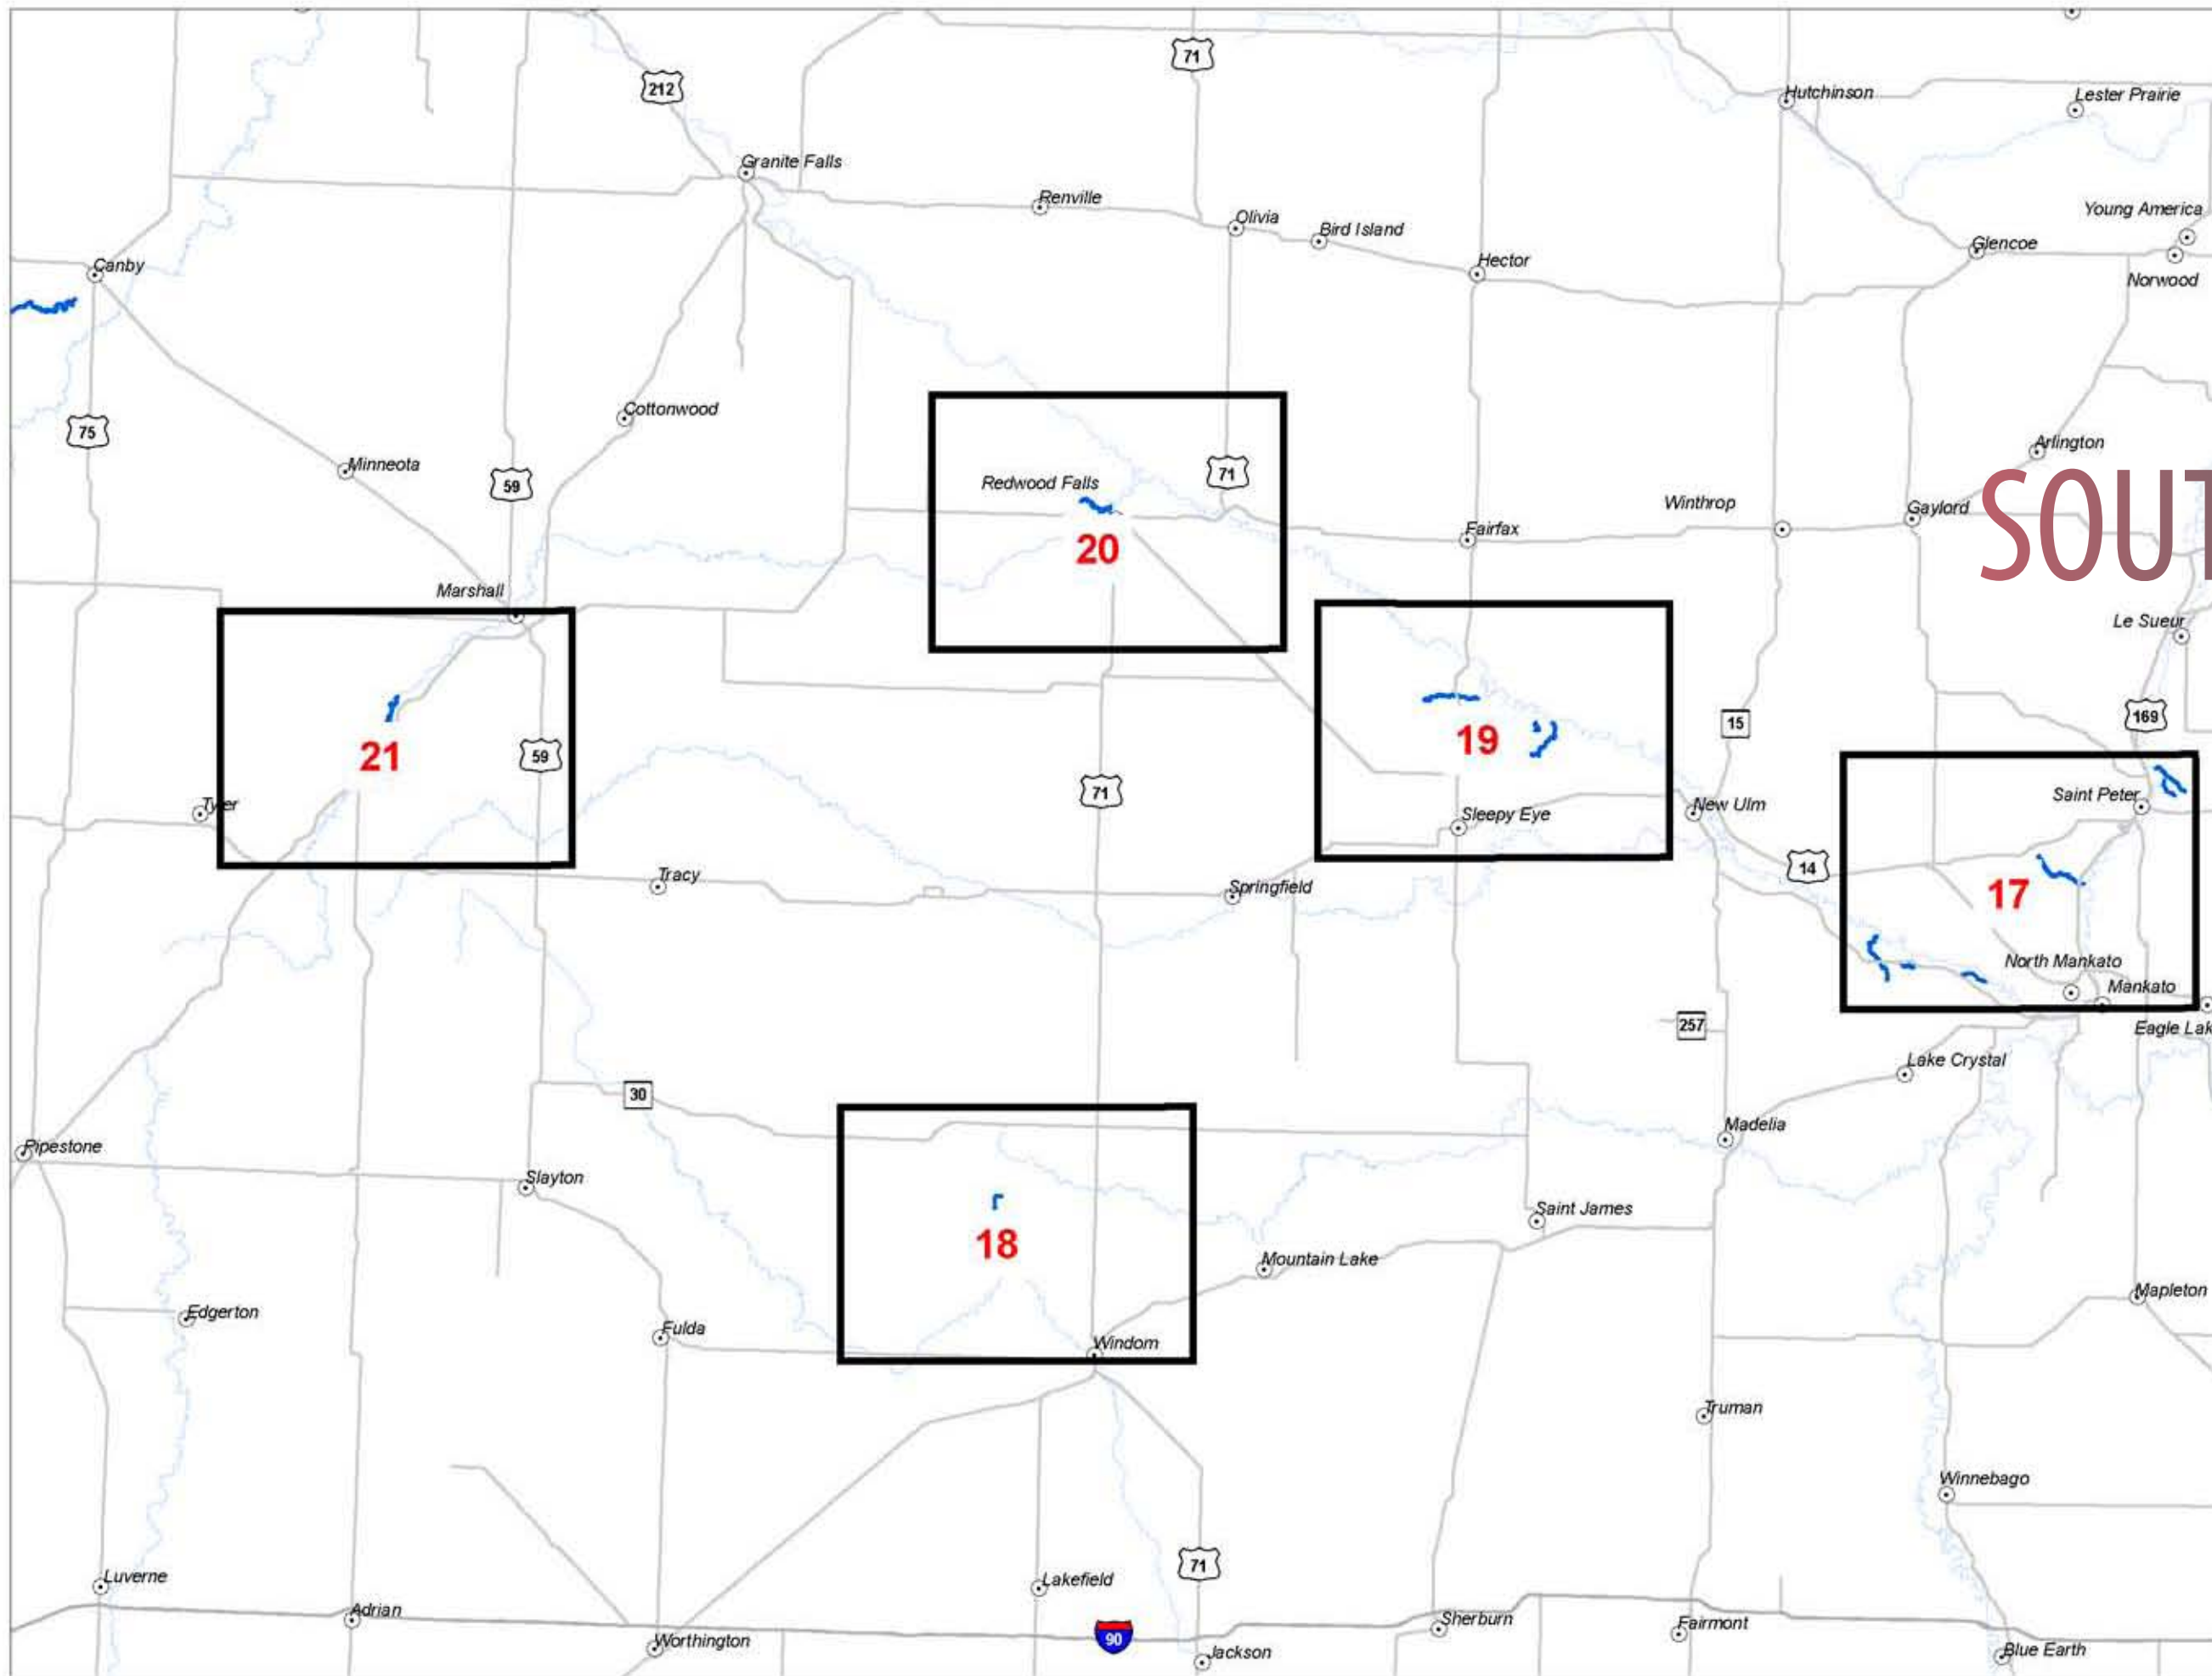 71
212
Hutchinson
Lester Prairie
Granite Falls
Renville
Olivia
Bird Island
Young America
Glencoe
Hector
Norwood
Canby
75
Cottonwood
Minneota
59
Redwood Falls
71
20
Arlington
Winthrop
Gaylord
SOUT
Fairfax
Marshall
Le Sueur
21
59
19
15
169
71
Tyler
Sleepy Eye
New Ulm
Saint Peter
14
17
Tracy
Springfield
North Mankato
Mankato
257
Eagle Lak
Lake Crystal
30
Madelia
Pipestone
Slayton
18
Saint James
Mountain Lake
Edgerton
Fulda
Windom
Mapleton
Truman
Winnebago
71
Luverne
Lakefield
Adrian
Worthington
90
Jackson
Sherburn
Fairmont
Blue Earth